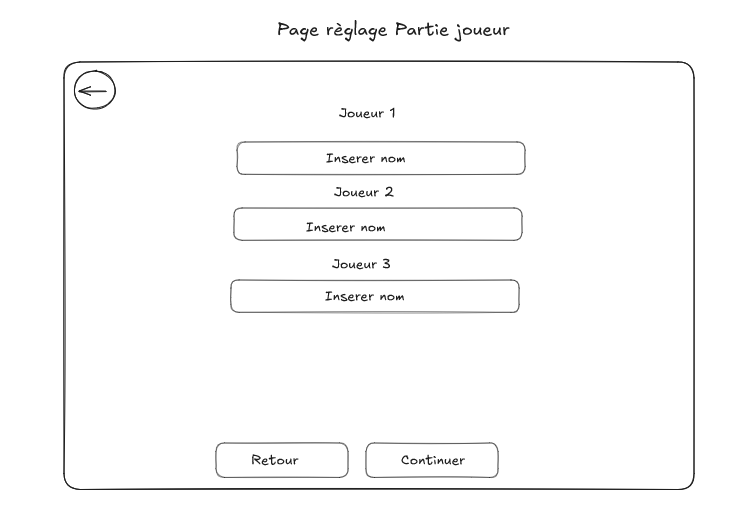 Page règlage Partie joueur
Joueur 1
Inserer nom
Joueur 2
Inserer nom
Joueur 3
Inserer nom
Retour
Continuer